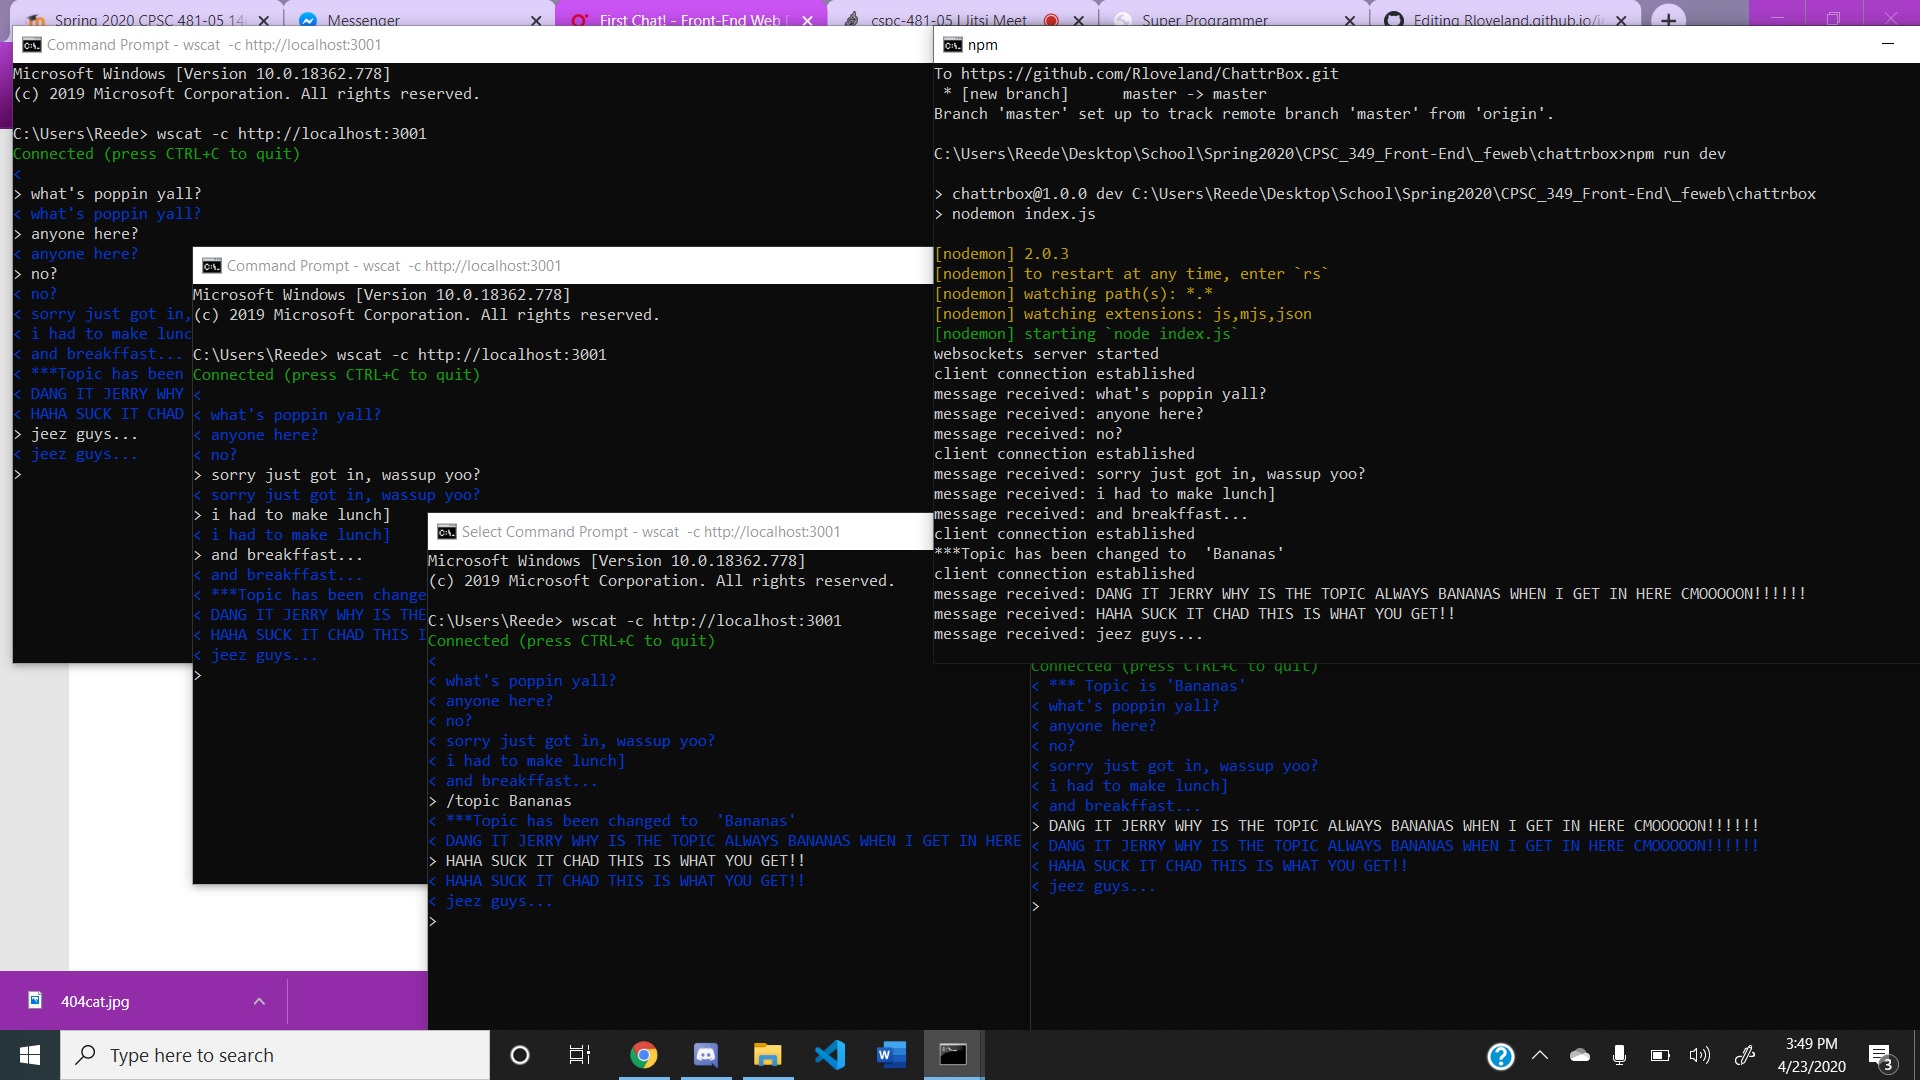 Spring 2020 CPSC 481-05 14
Messenger
First Chat! - Front-End Web
cspc-481-05 | Jitsi Meet
Super Programmer
Editing Rloveland.github.io/i
Command Prompt - wscat  -c http://localhost:3001
Microsoft Windows [Version 10.0.18362.778]
(c) 2019 Microsoft Corporation. All rights reserved.
C:\Users\Reede> wscat -c http://localhost:3001
Connected (press CTRL+C to quit)
<
> what's poppin yall?
< what's poppin yall?
> anyone here?
< anyone here?
> no?
< no?
< sorry just got in,
< i had to make lunc
< and breakffast...
< ***Topic has been
< DANG IT JERRY WHY
< HAHA SUCK IT CHAD
> jeez guys...
< jeez guys...
>
Command Prompt - wscat  -c http://localhost:3001
Microsoft Windows [Version 10.0.18362.778]
(c) 2019 Microsoft Corporation. All rights reserved.
C:\Users\Reede> wscat -c http://localhost:3001
Connected (press CTRL+C to quit)
<
< what's poppin yall?
< anyone here?
< no?
> sorry just got in, wassup yoo?
< sorry just got in, wassup yoo?
> i had to make lunch]
< i had to make lunch]
> and breakffast...
< and breakffast...
< ***Topic has been change
< DANG IT JERRY WHY IS THE
< HAHA SUCK IT CHAD THIS I
< jeez guys...
>
Select Command Prompt - wscat  -c http://localhost:3001
Microsoft Windows [Version 10.0.18362.778]
(c) 2019 Microsoft Corporation. All rights reserved.
C:\Users\Reede> wscat -c http://localhost:3001
Connected (press CTRL+C to quit)
<
< what's poppin yall?
< anyone here?
< no?
< sorry just got in, wassup yoo?
< i had to make lunch]
< and breakffast...
> /topic Bananas
< ***Topic has been changed to  'Bananas'
< DANG IT JERRY WHY IS THE TOPIC ALWAYS BANANAS WHEN I GET IN HERE
> HAHA SUCK IT CHAD THIS IS WHAT YOU GET!!
< HAHA SUCK IT CHAD THIS IS WHAT YOU GET!!
< jeez guys...
>
npm
To https://github.com/Rloveland/ChattrBox.git
 * [new branch]      master -> master
Branch 'master' set up to track remote branch 'master' from 'origin'.
C:\Users\Reede\Desktop\School\Spring2020\CPSC_349_Front-End\_feweb\chattrbox>npm run dev
> chattrbox@1.0.0 dev C:\Users\Reede\Desktop\School\Spring2020\CPSC_349_Front-End\_feweb\chattrbox
> nodemon index.js
[nodemon] 2.0.3
[nodemon] to restart at any time, enter `rs`
[nodemon] watching path(s): *.*
[nodemon] watching extensions: js,mjs,json
[nodemon] starting `node index.js`
websockets server started
client connection established
message received: what's poppin yall?
message received: anyone here?
message received: no?
client connection established
message received: sorry just got in, wassup yoo?
message received: i had to make lunch]
message received: and breakffast...
client connection established
***Topic has been changed to  'Bananas'
client connection established
message received: DANG IT JERRY WHY IS THE TOPIC ALWAYS BANANAS WHEN I GET IN HERE CMOOOOON!!!!!!
message received: HAHA SUCK IT CHAD THIS IS WHAT YOU GET!!
message received: jeez guys...
Connected (press CTRL+C to quit)
< *** Topic is 'Bananas'
< what's poppin yall?
< anyone here?
< no?
< sorry just got in, wassup yoo?
< i had to make lunch]
< and breakffast...
> DANG IT JERRY WHY IS THE TOPIC ALWAYS BANANAS WHEN I GET IN HERE CMOOOOON!!!!!!
< DANG IT JERRY WHY IS THE TOPIC ALWAYS BANANAS WHEN I GET IN HERE CMOOOOON!!!!!!
< HAHA SUCK IT CHAD THIS IS WHAT YOU GET!!
< jeez guys...
>
404cat.jpg
Type here to search
3:49 PM
4/23/2020
3